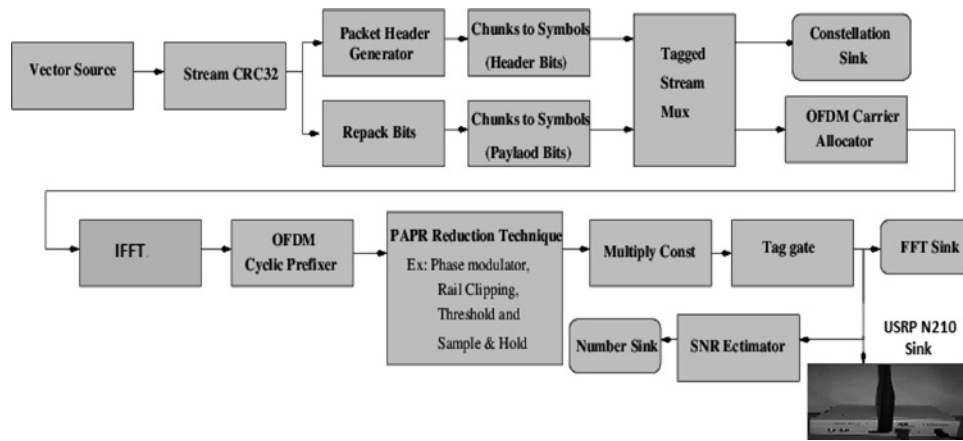 Vector Source
Stream CRC32
Packet Header
Generator
Chunks to Symbols
(Header Bits)
Repack Bits
Chunks to Symbols
(Paylaod Bits)
Tagged
Stream
Mux
Constellation
Sink
OFDM Carrier
Allocator
IFFT.
OFDM
Cyclic Prefixer
PAPR Reduction Technique
Ex: Phase modulator,
Rail Clipping,
Threshold and
Sample & Hold
Multiply Const
Tag gate
FFT Sink
Number Sink
SNR Ectimator
USRP N210
Sink